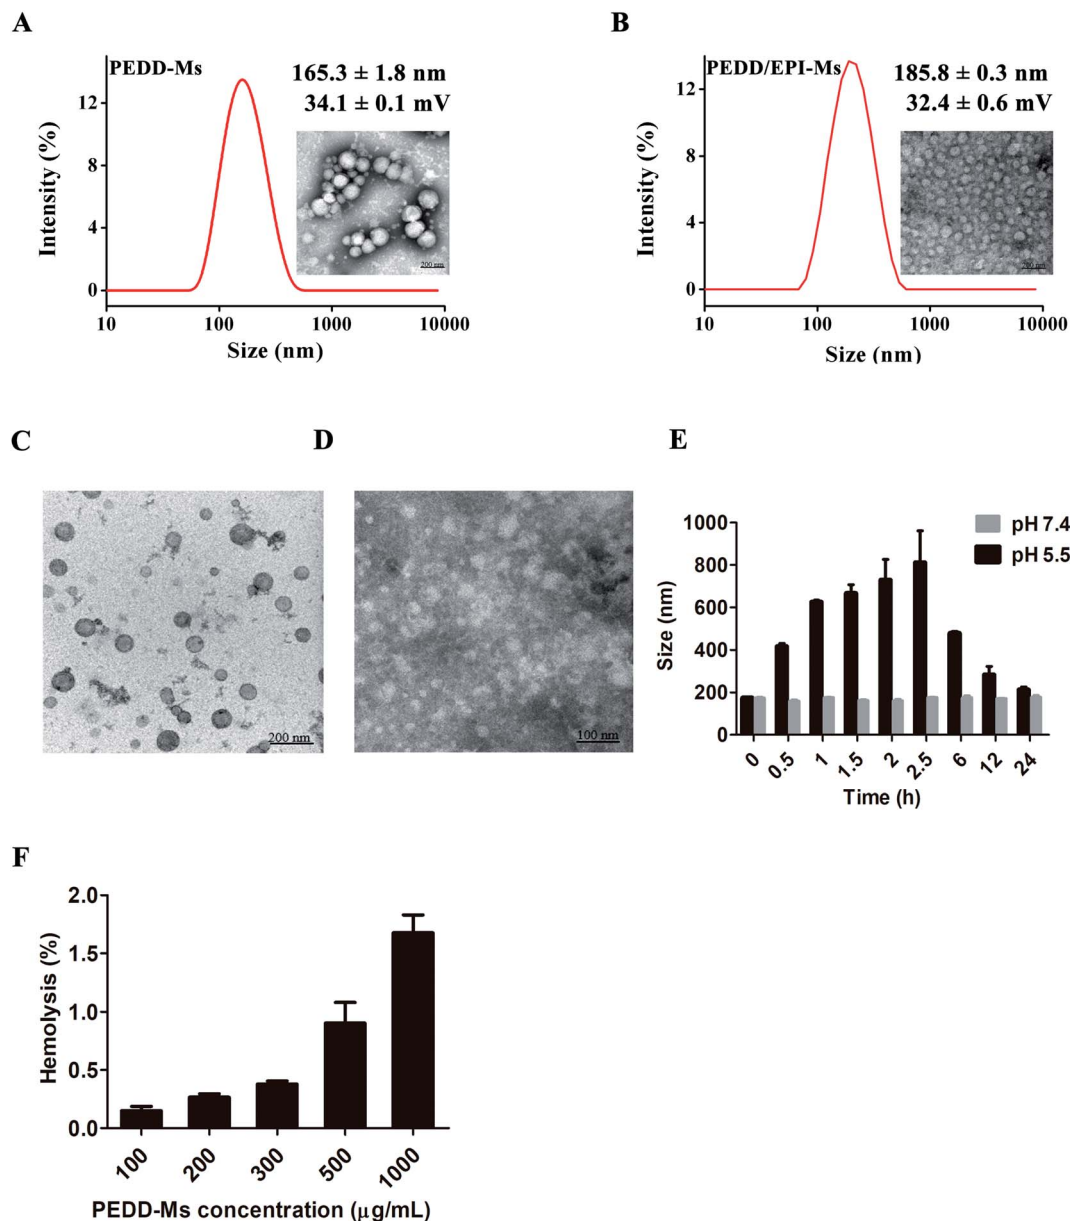 A
PEDD-Ms
165.3 ± 1.8 nm
34.1 ± 0.1 mV
Intensity (%)
12
8
4
0
200 nm
10 100 1000 10000
Size (nm)
B
PEDD/EPI-Ms
185.8 ± 0.3 nm
32.4 ± 0.6 mV
Intensity (%)
12
8
4
0
200 nm
10 100 1000 10000
Size (nm)
C
200 nm
D
100 nm
E
pH 7.4
pH 5.5
Size (nm)
1000
800
600
400
200
0
0 0.5 1 1.5 2 2.5 6 12 24
Time (h)
F
Hemolysis (%)
2.0
1.5
1.0
0.5
0.0
100 200 300 500 1000
PEDD-Ms concentration (μg/mL)